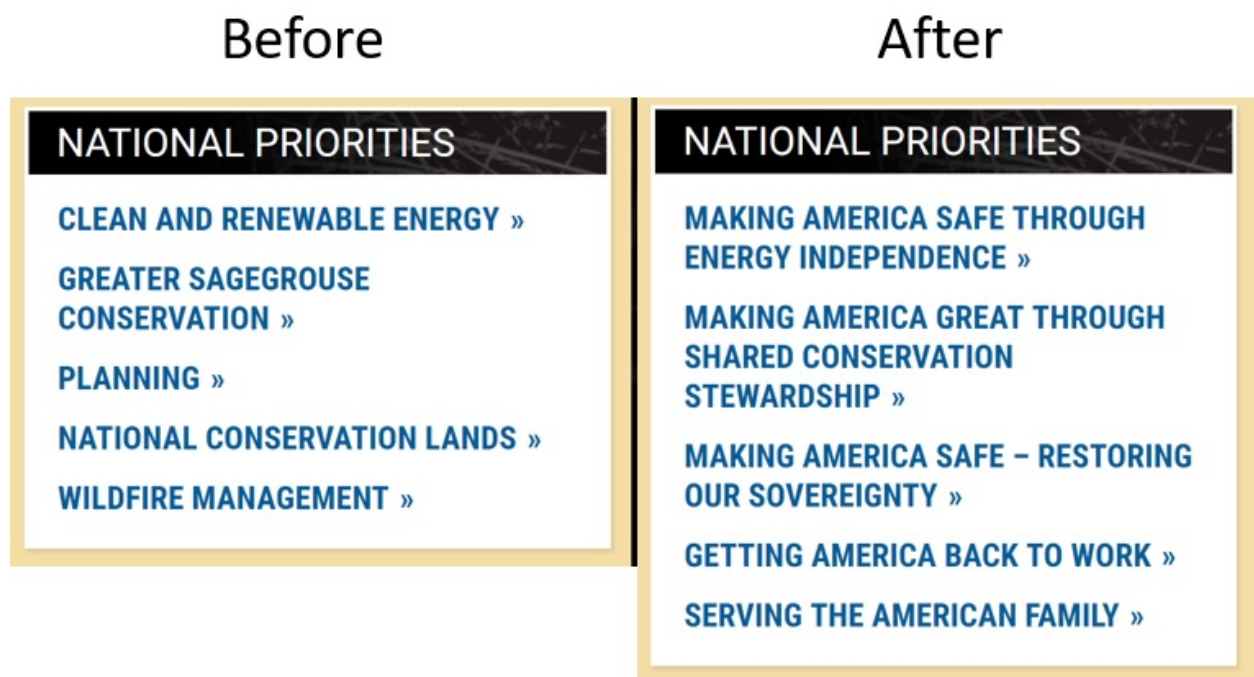 Before
NATIONAL PRIORITIES
CLEAN AND RENEWABLE ENERGY »
GREATER SAGEGROUSE
CONSERVATION »
PLANNING »
NATIONAL CONSERVATION LANDS »
WILDFIRE MANAGEMENT »
After
NATIONAL PRIORITIES
MAKING AMERICA SAFE THROUGH
ENERGY INDEPENDENCE »
MAKING AMERICA GREAT THROUGH
SHARED CONSERVATION
STEWARDSHIP »
MAKING AMERICA SAFE – RESTORING
OUR SOVEREIGNTY »
GETTING AMERICA BACK TO WORK »
SERVING THE AMERICAN FAMILY »